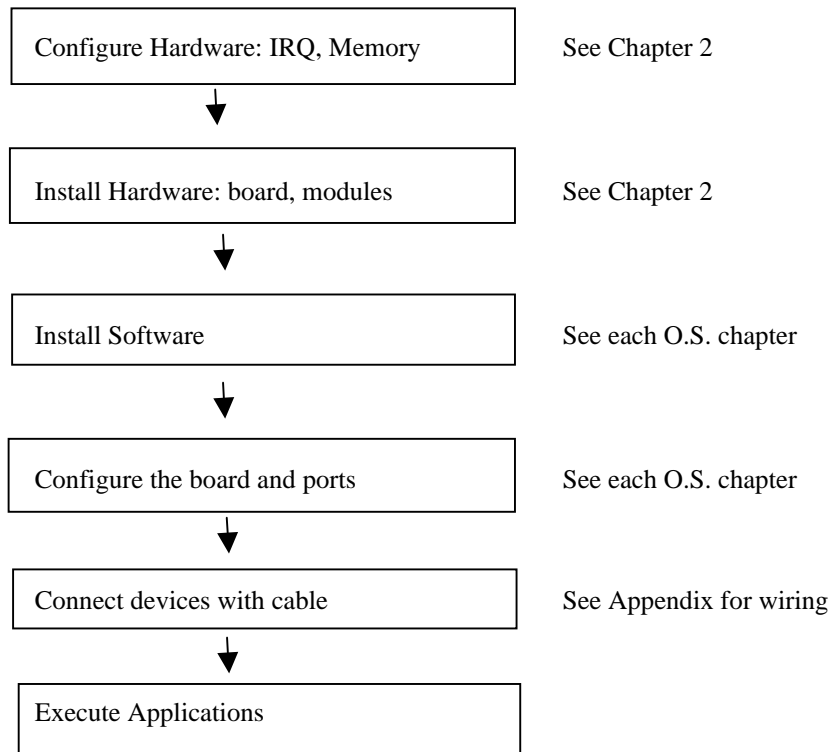 Configure Hardware: IRQ, Memory See Chapter 2
Install Hardware: board, modules See Chapter 2
Install Software See each O.S. chapter
Configure the board and ports See each O.S. chapter
Connect devices with cable See Appendix for wiring
Execute Applications